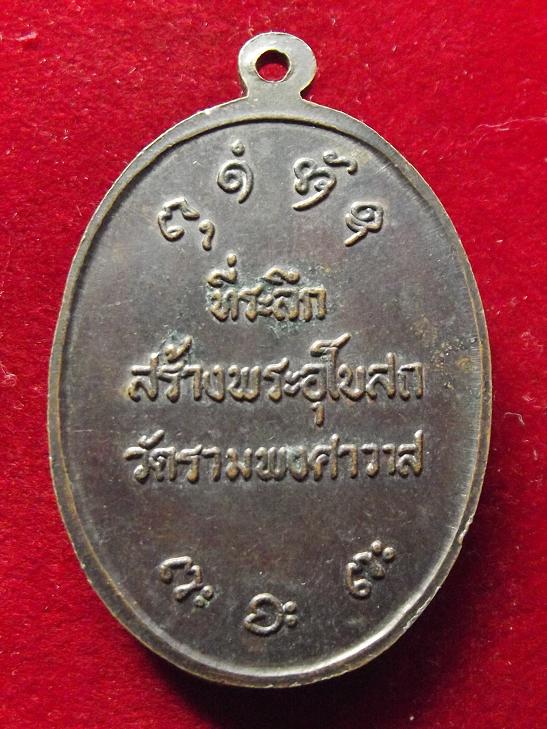 ที่ระลึก
สร้างพระอุโบสถ
วัดรามพงศาวาส